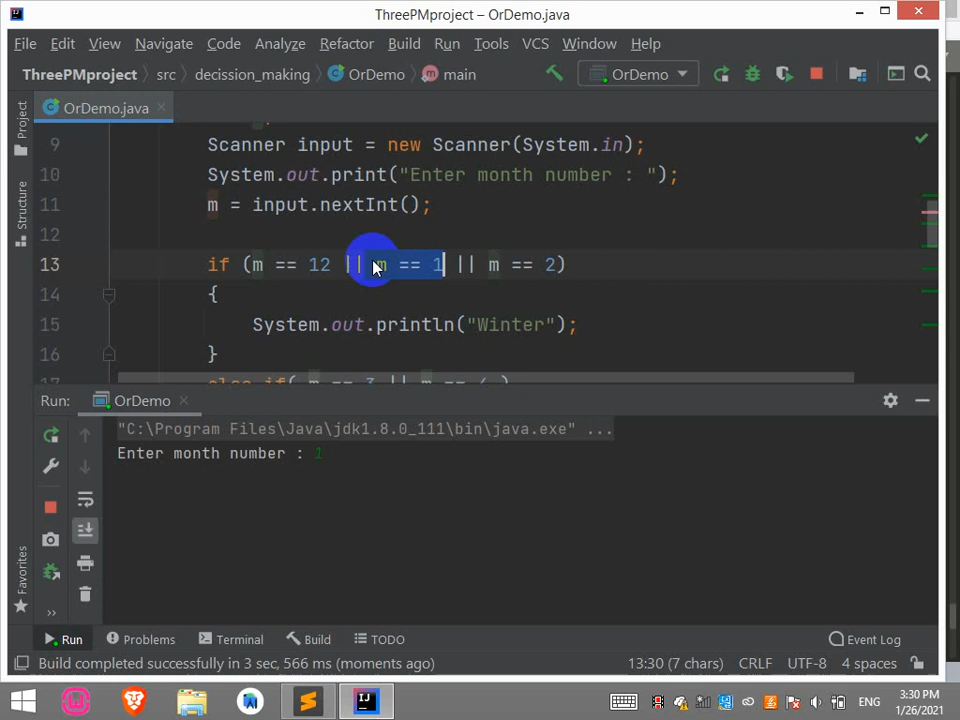 ThreePMproject – OrDemo.java
File Edit View Navigate Code Analyze Refactor Build Run Tools VCS Window Help
ThreePMproject src decission_making OrDemo main OrDemo
Project
Structure
Favorites
OrDemo.java
9 Scanner input = new Scanner(System.in);
10 System.out.print("Enter month number : ");
11 m = input.nextInt();
12
13 if (m == 12 || m == 1 || m == 2)
14 {
15 System.out.println("Winter");
16 }
else if( m == 3 || m == 4
Run: OrDemo
"C:\Program Files\Java\jdk1.8.0_111\bin\java.exe" ...
Enter month number : 1
Run Problems Terminal Build TODO Event Log
Build completed successfully in 3 sec, 566 ms (moments ago) 13:30 (7 chars) CRLF UTF-8 4 spaces
ENG 3:30 PM
1/26/2021